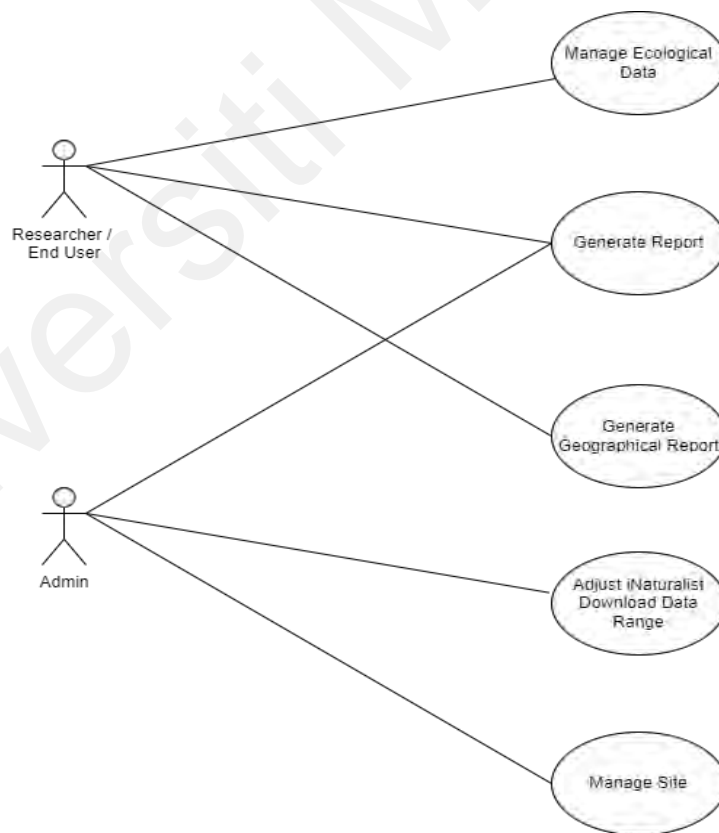 Manage Ecological
Data
Researcher /
End User
Generate Report
Generate
Geographical Report
Admin
Adjust iNaturalist
Download Data
Range
Manage Site
versiti M